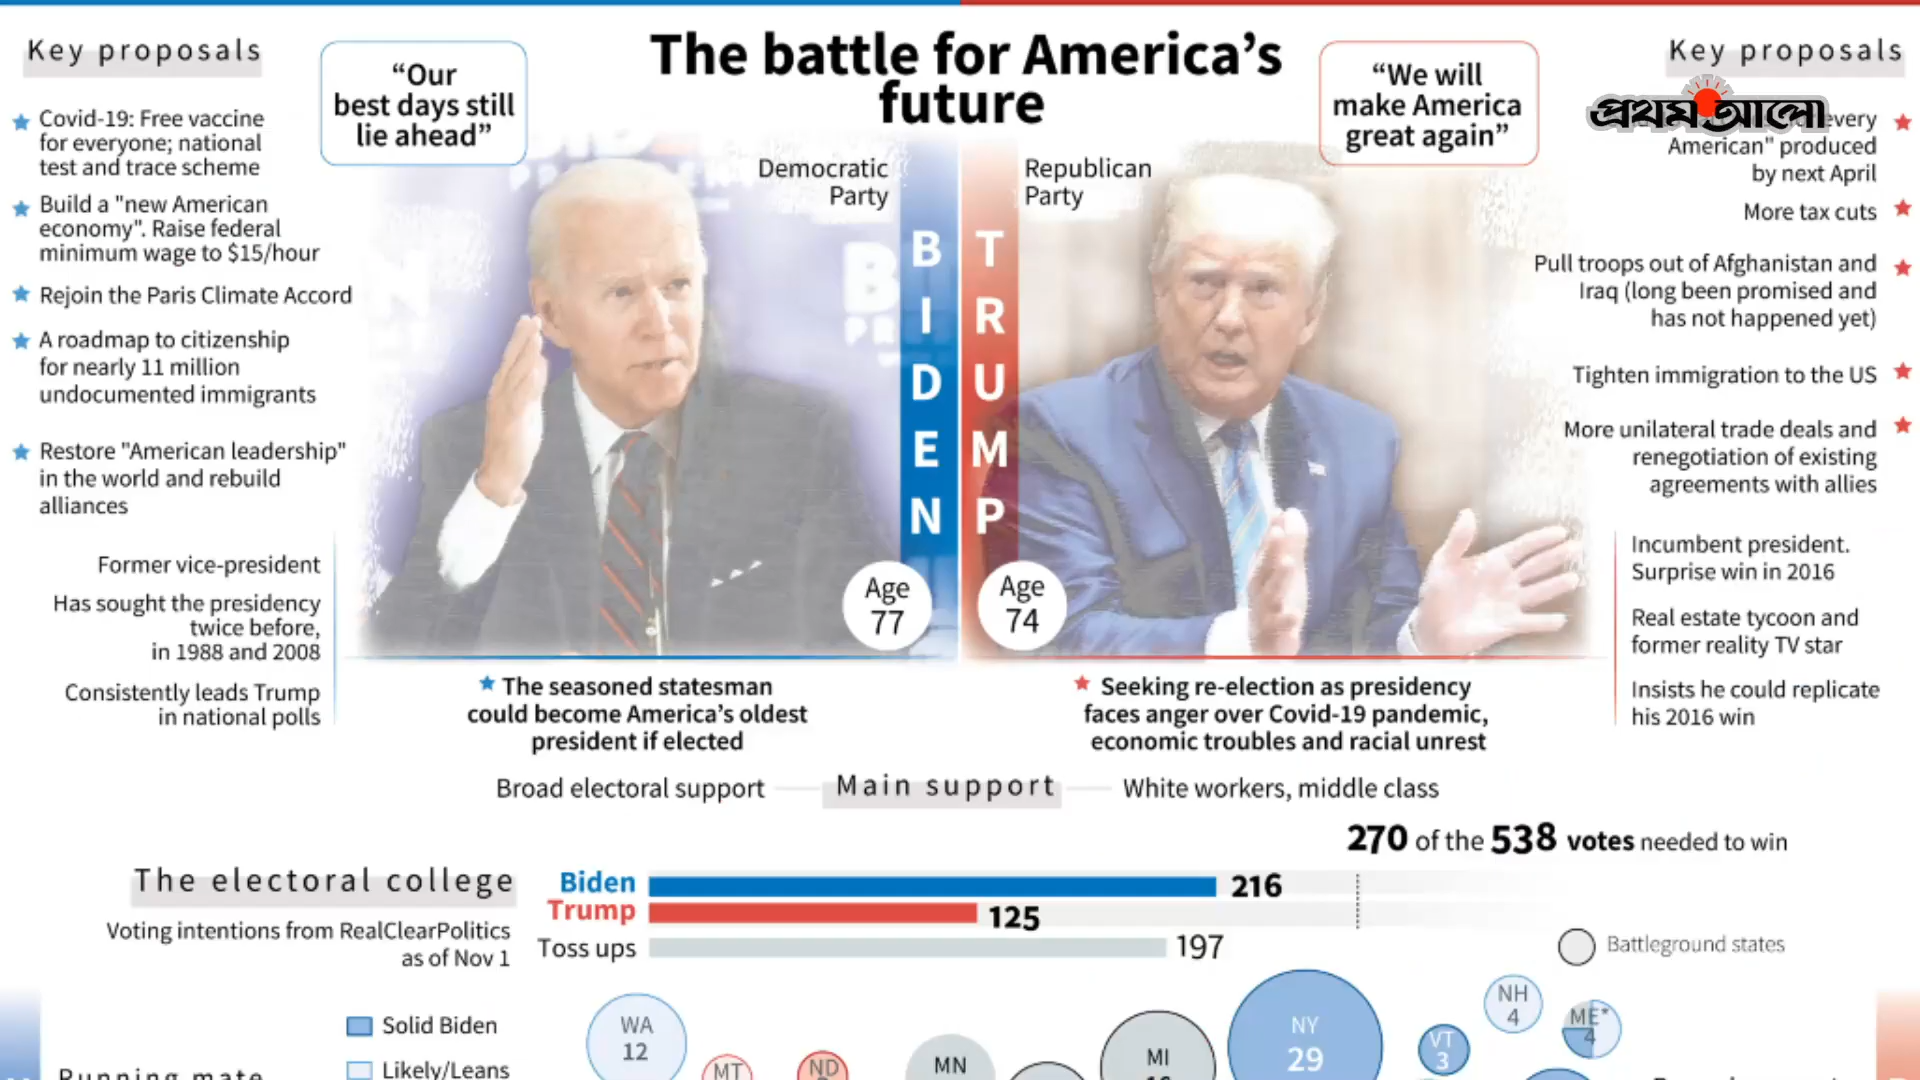 The battle for America’s
future
Key proposals
Covid-19: Free vaccine
for everyone; national
test and trace scheme
Build a "new American
economy". Raise federal
minimum wage to $15/hour
Rejoin the Paris Climate Accord
A roadmap to citizenship
for nearly 11 million
undocumented immigrants
Restore "American leadership"
in the world and rebuild
alliances
Former vice-president
Has sought the presidency
twice before,
in 1988 and 2008
Consistently leads Trump
in national polls
“Our
best days still
lie ahead”
Democratic
Party
BIDEN
Age
77
The seasoned statesman
could become America’s oldest
president if elected
“We will
make America
great again”
Republican
Party
TRUMP
Age
74
Seeking re-election as presidency
faces anger over Covid-19 pandemic,
economic troubles and racial unrest
Key proposals
প্রথম আলো
every
American" produced
by next April
More tax cuts
Pull troops out of Afghanistan and
Iraq (long been promised and
has not happened yet)
Tighten immigration to the US
More unilateral trade deals and
renegotiation of existing
agreements with allies
Incumbent president.
Surprise win in 2016
Real estate tycoon and
former reality TV star
Insists he could replicate
his 2016 win
Broad electoral support
Main support
White workers, middle class
270 of the 538 votes needed to win
The electoral college
Voting intentions from RealClearPolitics
as of Nov 1
Biden
216
Trump
125
Toss ups
197
Battleground states
Solid Biden
Likely/Leans
Running mate
WA
12
MT
ND
MN
MI
NY
29
VT
3
NH
4
ME*
4